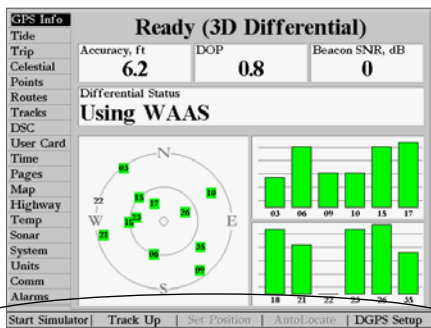 GPS Info
Tide
Trip
Celestial
Points
Routes
Tracks
DSC
User Card
Time
Pages
Map
Highway
Temp
Sonar
System
Units
Comm
Alarms
Ready (3D Differential)
Accuracy, ft
6.2
DOP
0.8
Beacon SNR, dB
0
Differential Status
Using WAAS
N
03
22
15
17
10
W
18
23
26
E
21
06
35
09
S
03 06 09 10 15 17
18 21 22 23 26 35
Start Simulator| Track Up | Set Position | AutoLocate | DGPS Setup